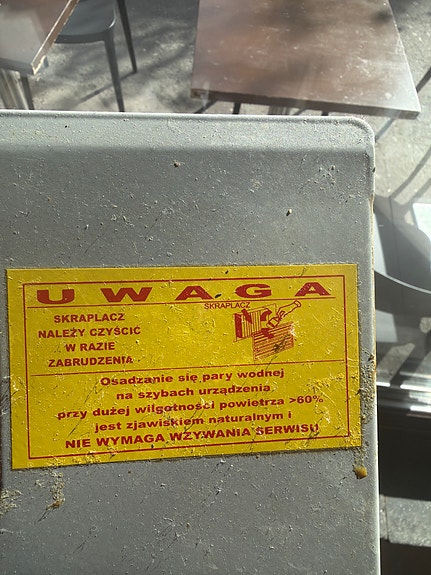 UWAGA
SKRAPLACZ
NALEŻY CZYŚCIĆ
W RAZIE
ZABRUDZENIA
SKRAPLACZ
Osadzanie się pary wodnej
na szybach urządzenia
przy dużej wilgotności powietrza >60%
jest zjawiskiem naturalnym i
NIE WYMAGA WZYWANIA SERWISU